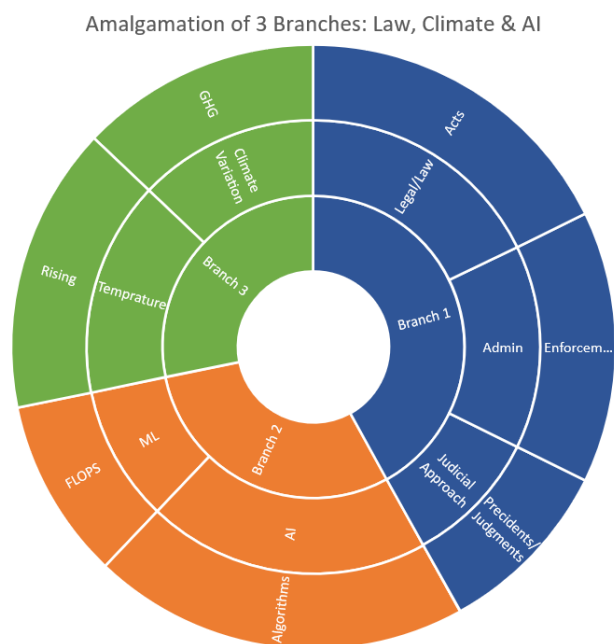 Amalgamation of 3 Branches: Law, Climate & AI
GHG
Acts
Climate
Variation
Legal/Law
Rising
Temprature
Branch 3
Branch 1
Admin
Enforcem...
Branch 2
ML
FLOPS
Judicial
Approach
Precidents/
Judgments
AI
Algorithms